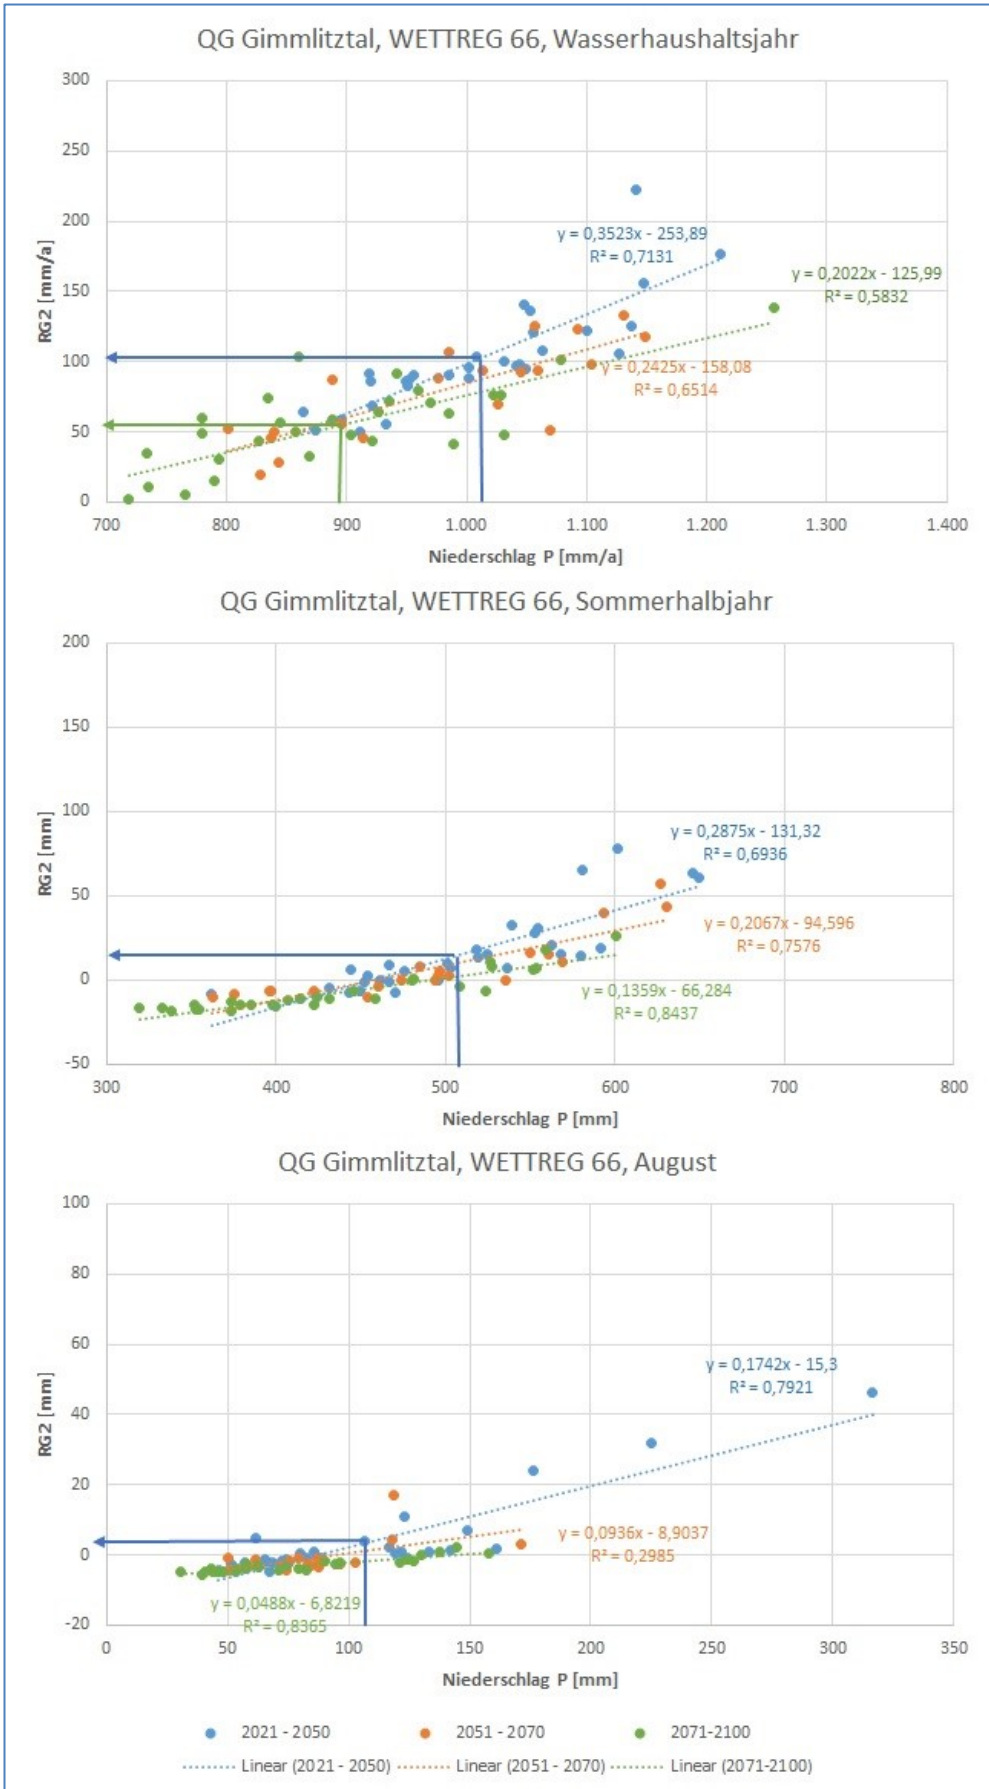 QG Gimmlitztal, WETTREG 66, Wasserhaushaltsjahr
300
250
200
150
100
50
0
RG2 [mm/a]
y = 0,3523x - 253,89
R² = 0,7131
y = 0,2022x - 125,99
R² = 0,5832
y = 0,2425x - 158,08
R² = 0,6514
700 800 900 1.000 1.100 1.200 1.300 1.400
Niederschlag P [mm/a]
QG Gimmlitztal, WETTREG 66, Sommerhalbjahr
200
150
100
50
0
-50
RG2 [mm]
y = 0,2875x - 131,32
R² = 0,6936
y = 0,2067x - 94,596
R² = 0,7576
y = 0,1359x - 66,284
R² = 0,8437
300 400 500 600 700 800
Niederschlag P [mm]
QG Gimmlitztal, WETTREG 66, August
100
80
60
40
20
0
-20
RG2 [mm]
y = 0,1742x - 15,3
R² = 0,7921
y = 0,0936x - 8,9037
R² = 0,2985
y = 0,0488x - 6,8219
R² = 0,8365
0 50 100 150 200 250 300 350
Niederschlag P [mm]
2021 - 2050 2051 - 2070 2071-2100
Linear (2021 - 2050) Linear (2051 - 2070) Linear (2071-2100)